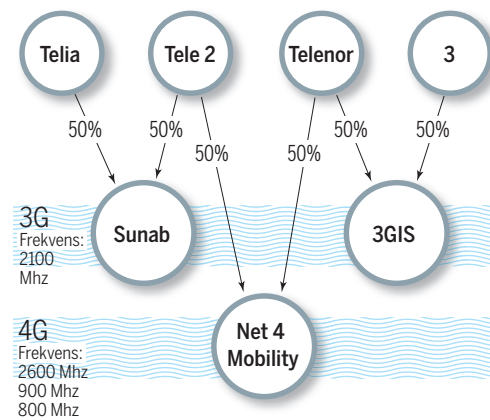 Telia
Tele 2
Telenor
3
50%
50%
50%
50%
50%
50%
3G
Frekvens:
2100
Mhz
Sunab
3GIS
4G
Frekvens:
2600 Mhz
900 Mhz
800 Mhz
Net 4
Mobility